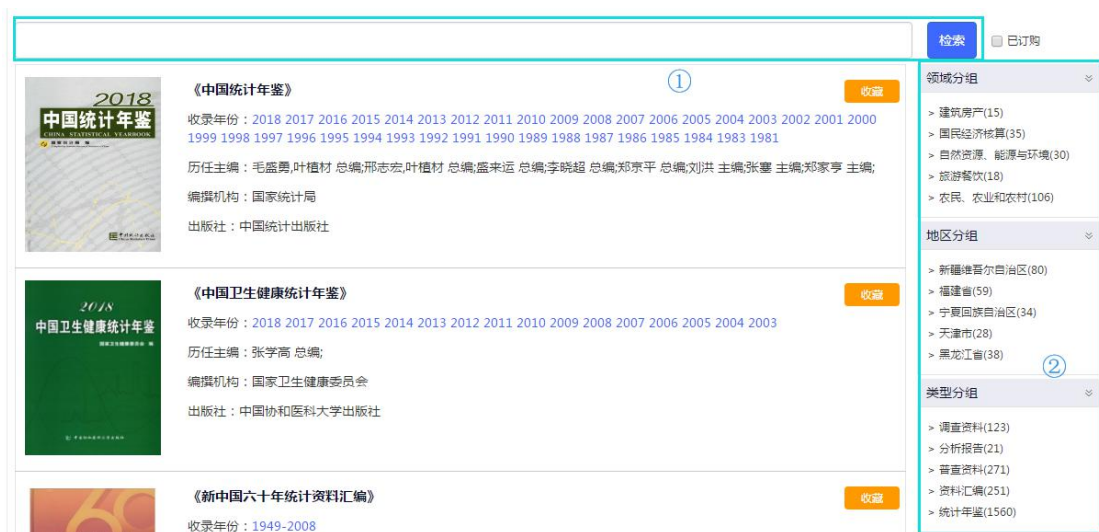 检索
已订购
①
2018
中国统计年鉴
CHINA STATISTICAL YEARBOOK
《中国统计年鉴》
收藏
收录年份：2018 2017 2016 2015 2014 2013 2012 2011 2010 2009 2008 2007 2006 2005 2004 2003 2002 2001 2000
1999 1998 1997 1996 1995 1994 1993 1992 1991 1990 1989 1988 1987 1986 1985 1984 1983 1981
历任主编：毛盛勇,叶植材 总编;邢志宏,叶植材 总编;盛来运 总编;李晓超 总编;郑京平 总编;刘洪 主编;张塞 主编;郑家亨 主编;
编撰机构：国家统计局
出版社：中国统计出版社
2018
中国卫生健康统计年鉴
国家卫生健康委员会 编
《中国卫生健康统计年鉴》
收藏
收录年份：2018 2017 2016 2015 2014 2013 2012 2011 2010 2009 2008 2007 2006 2005 2004 2003
历任主编：张学高 总编;
编撰机构：国家卫生健康委员会
出版社：中国协和医科大学出版社
60
《新中国六十年统计资料汇编》
收藏
收录年份：1949-2008
领域分组
> 建筑房产(15)
> 国民经济核算(35)
> 自然资源、能源与环境(30)
> 旅游餐饮(18)
> 农民、农业和农村(106)
地区分组
> 新疆维吾尔自治区(80)
> 福建省(59)
> 宁夏回族自治区(34)
> 天津市(28)
> 黑龙江省(38)
②
类型分组
> 调查资料(123)
> 分析报告(21)
> 普查资料(271)
> 资料汇编(251)
> 统计年鉴(1560)